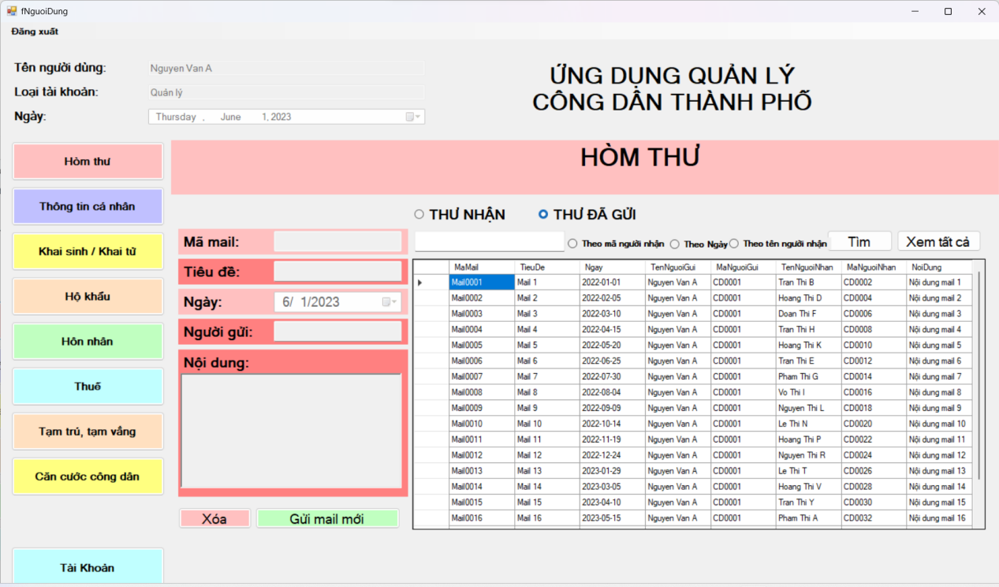 fNguoiDung
Đăng xuất
Tên người dùng: Nguyen Van A
Loại tài khoản: Quản lý
Ngày: Thursday , June 1, 2023
ỨNG DỤNG QUẢN LÝ
CÔNG DÂN THÀNH PHỐ
Hòm thư
Thông tin cá nhân
Khai sinh / Khai tử
Hộ khẩu
Hôn nhân
Thuế
Tạm trú, tạm vắng
Căn cước công dân
Tài Khoản
HÒM THƯ
THƯ NHẬN THƯ ĐÃ GỬI
Mã mail:
Tiêu đề:
Ngày: 6/ 1/2023
Người gửi:
Nội dung:
Xóa Gửi mail mới
Theo mã người nhận Theo Ngày Theo tên người nhận Tìm Xem tất cả
MaMail TieuDe Ngay TenNguoiGui MaNguoiGui TenNguoiNhan MaNguoiNhan NoiDung
Mail0001 Mail 1 2022-01-01 Nguyen Van A CD0001 Tran Thi B CD0002 Nội dung mail 1
Mail0002 Mail 2 2022-02-05 Nguyen Van A CD0001 Hoang Thi D CD0004 Nội dung mail 2
Mail0003 Mail 3 2022-03-10 Nguyen Van A CD0001 Doan Thi F CD0006 Nội dung mail 3
Mail0004 Mail 4 2022-04-15 Nguyen Van A CD0001 Tran Thi H CD0008 Nội dung mail 4
Mail0005 Mail 5 2022-05-20 Nguyen Van A CD0001 Hoang Thi K CD0010 Nội dung mail 5
Mail0006 Mail 6 2022-06-25 Nguyen Van A CD0001 Tran Thi E CD0012 Nội dung mail 6
Mail0007 Mail 7 2022-07-30 Nguyen Van A CD0001 Pham Thi G CD0014 Nội dung mail 7
Mail0008 Mail 8 2022-08-04 Nguyen Van A CD0001 Vo Thi I CD0016 Nội dung mail 8
Mail0009 Mail 9 2022-09-09 Nguyen Van A CD0001 Nguyen Thi L CD0018 Nội dung mail 9
Mail0010 Mail 10 2022-10-14 Nguyen Van A CD0001 Le Thi N CD0020 Nội dung mail 10
Mail0011 Mail 11 2022-11-19 Nguyen Van A CD0001 Hoang Thi P CD0022 Nội dung mail 11
Mail0012 Mail 12 2022-12-24 Nguyen Van A CD0001 Nguyen Thi R CD0024 Nội dung mail 12
Mail0013 Mail 13 2023-01-29 Nguyen Van A CD0001 Le Thi T CD0026 Nội dung mail 13
Mail0014 Mail 14 2023-03-05 Nguyen Van A CD0001 Hoang Thi V CD0028 Nội dung mail 14
Mail0015 Mail 15 2023-04-10 Nguyen Van A CD0001 Tran Thi Y CD0030 Nội dung mail 15
Mail0016 Mail 16 2023-05-15 Nguyen Van A CD0001 Pham Thi A CD0032 Nội dung mail 16